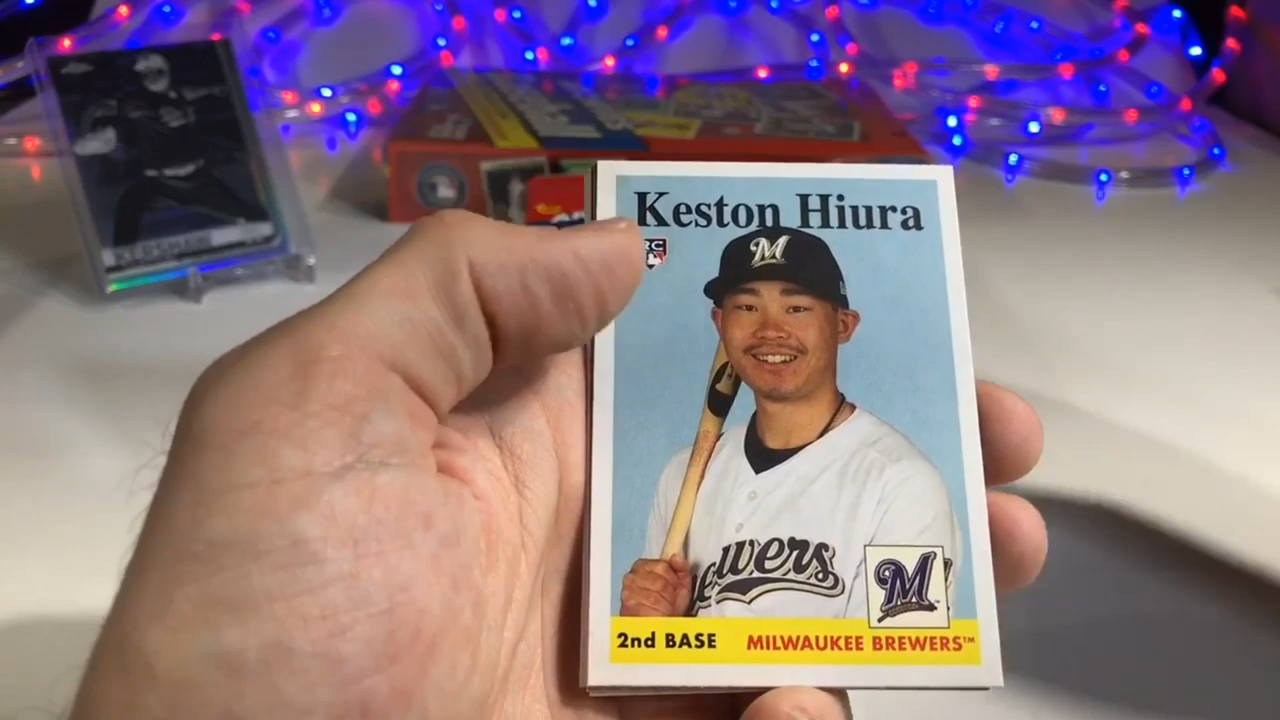 Keston Hiura
RC
M
Brewers
M
2nd BASE
MILWAUKEE BREWERS™